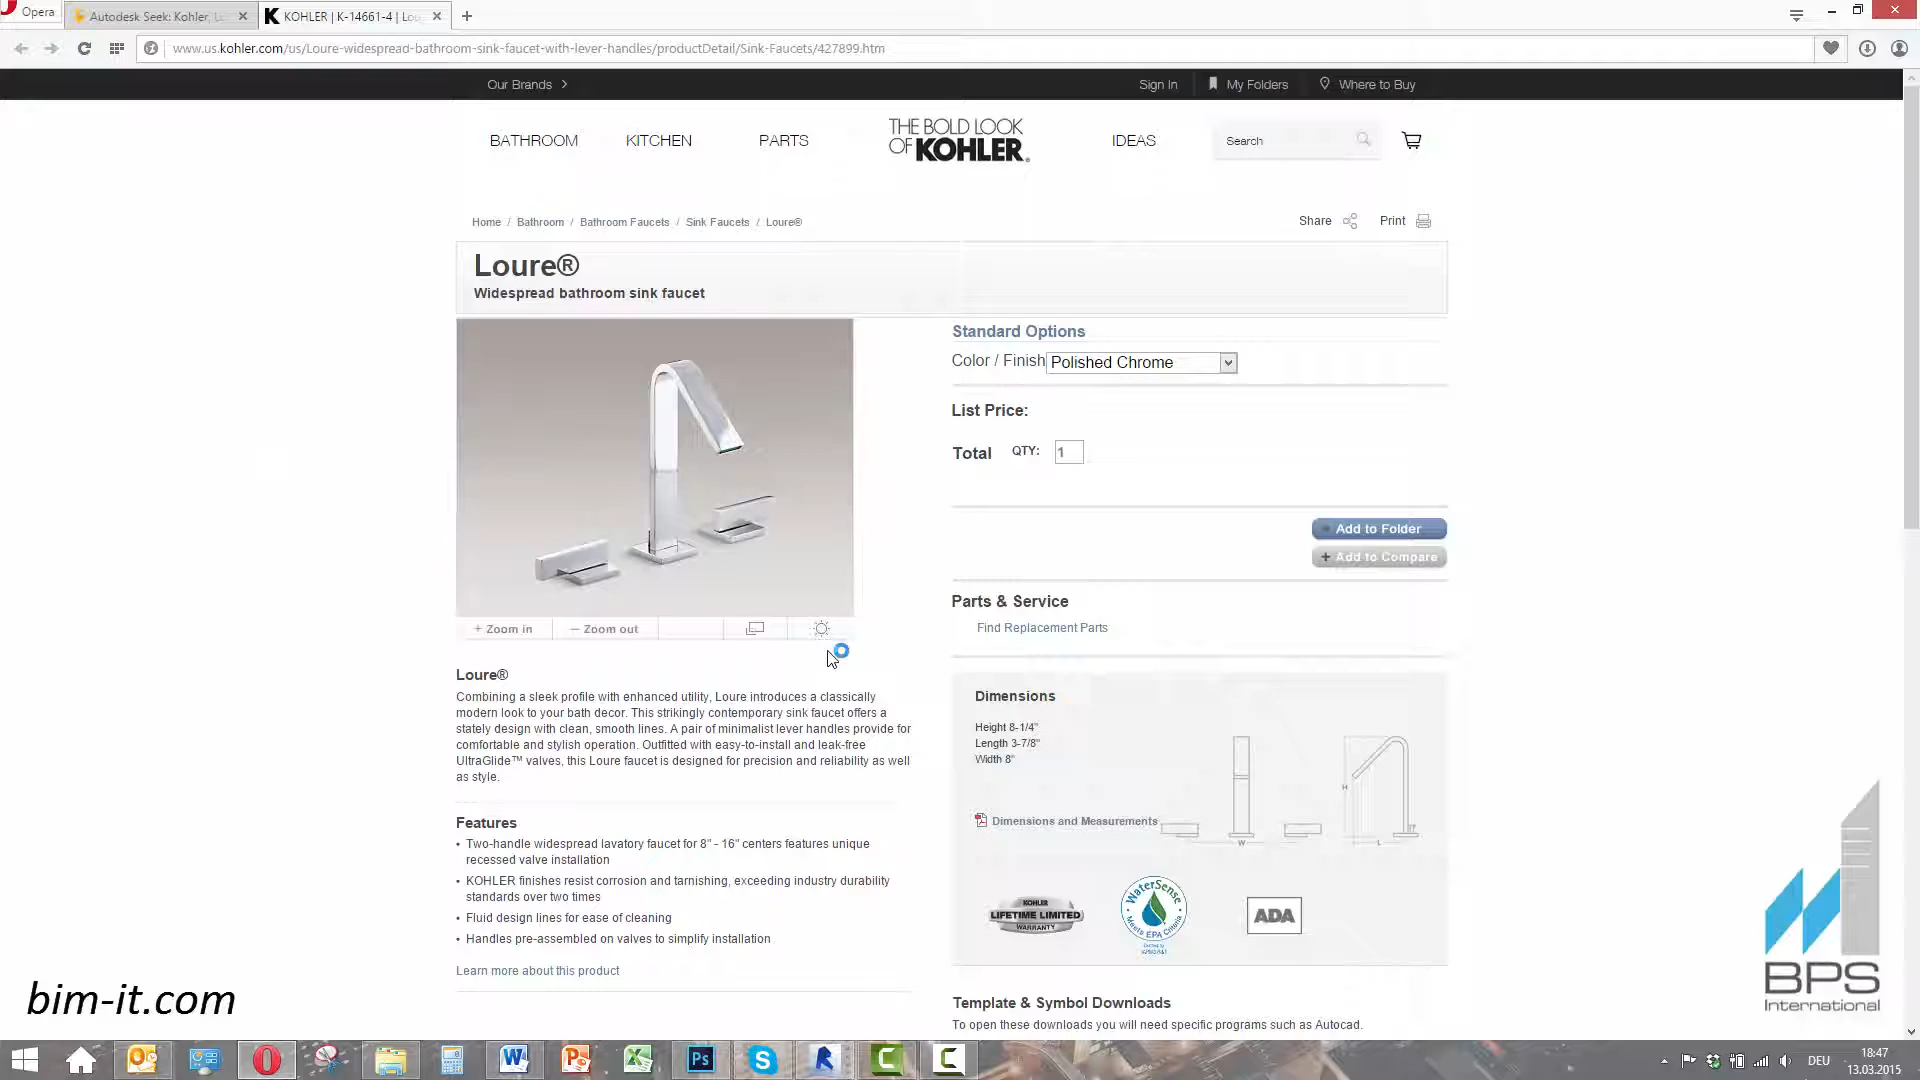 Opera
Autodesk Seek: Kohler, L
KOHLER | K-14661-4 | Lou
www.us.kohler.com/us/Loure-widespread-bathroom-sink-faucet-with-lever-handles/productDetail/Sink-Faucets/427899.htm
Our Brands
Sign In
My Folders
Where to Buy
BATHROOM
KITCHEN
PARTS
THE BOLD LOOK
OF KOHLER®
IDEAS
Search
Home / Bathroom / Bathroom Faucets / Sink Faucets / Loure®
Share
Print
Loure®
Widespread bathroom sink faucet
Standard Options
Color / Finish Polished Chrome
List Price:
Total QTY: 1
Add to Folder
+ Add to Compare
Parts & Service
Find Replacement Parts
+ Zoom in
− Zoom out
Loure®
Combining a sleek profile with enhanced utility, Loure introduces a classically
modern look to your bath decor. This strikingly contemporary sink faucet offers a
stately design with clean, smooth lines. A pair of minimalist lever handles provide for
comfortable and stylish operation. Outfitted with easy-to-install and leak-free
UltraGlide™ valves, this Loure faucet is designed for precision and reliability as well
as style.
Features
• Two-handle widespread lavatory faucet for 8" - 16" centers features unique
recessed valve installation
• KOHLER finishes resist corrosion and tarnishing, exceeding industry durability
standards over two times
• Fluid design lines for ease of cleaning
• Handles pre-assembled on valves to simplify installation
Learn more about this product
Dimensions
Height 8-1/4"
Length 3-7/8"
Width 8"
Dimensions and Measurements
H
W
L
KOHLER
LIFETIME LIMITED
WARRANTY
WaterSense
Meets EPA Criteria
ADA
Template & Symbol Downloads
To open these downloads you will need specific programs such as Autocad.
bim-it.com
BPS
International
DEU
18:47
13.03.2015